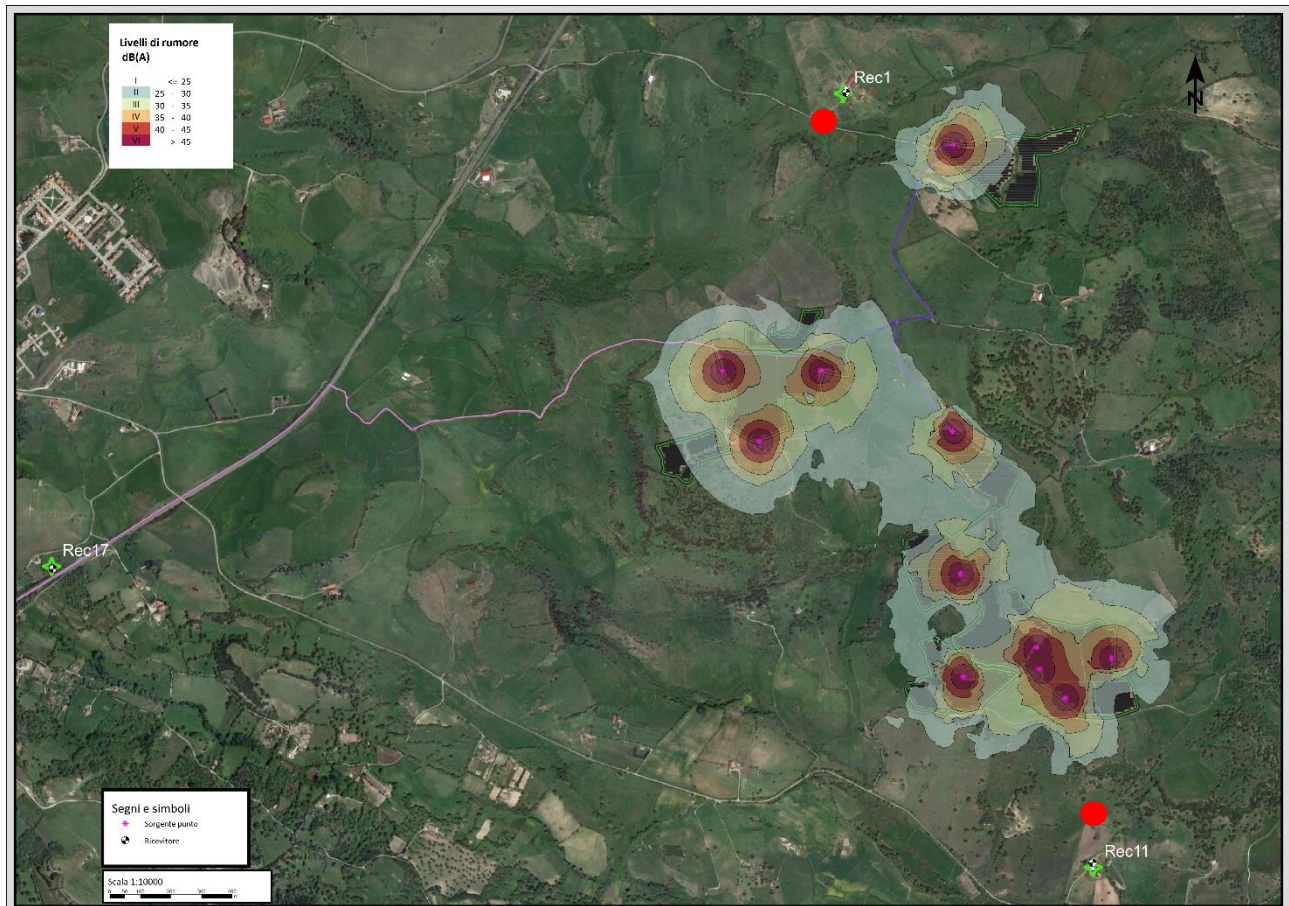 Livelli di rumore
dB(A)
I <= 25
II 25 - 30
III 30 - 35
IV 35 - 40
V 40 - 45
VI > 45
Rec1
N
Rec17
Rec11
Segni e simboli
Sorgente punto
Ricevitore
Scala 1:10000